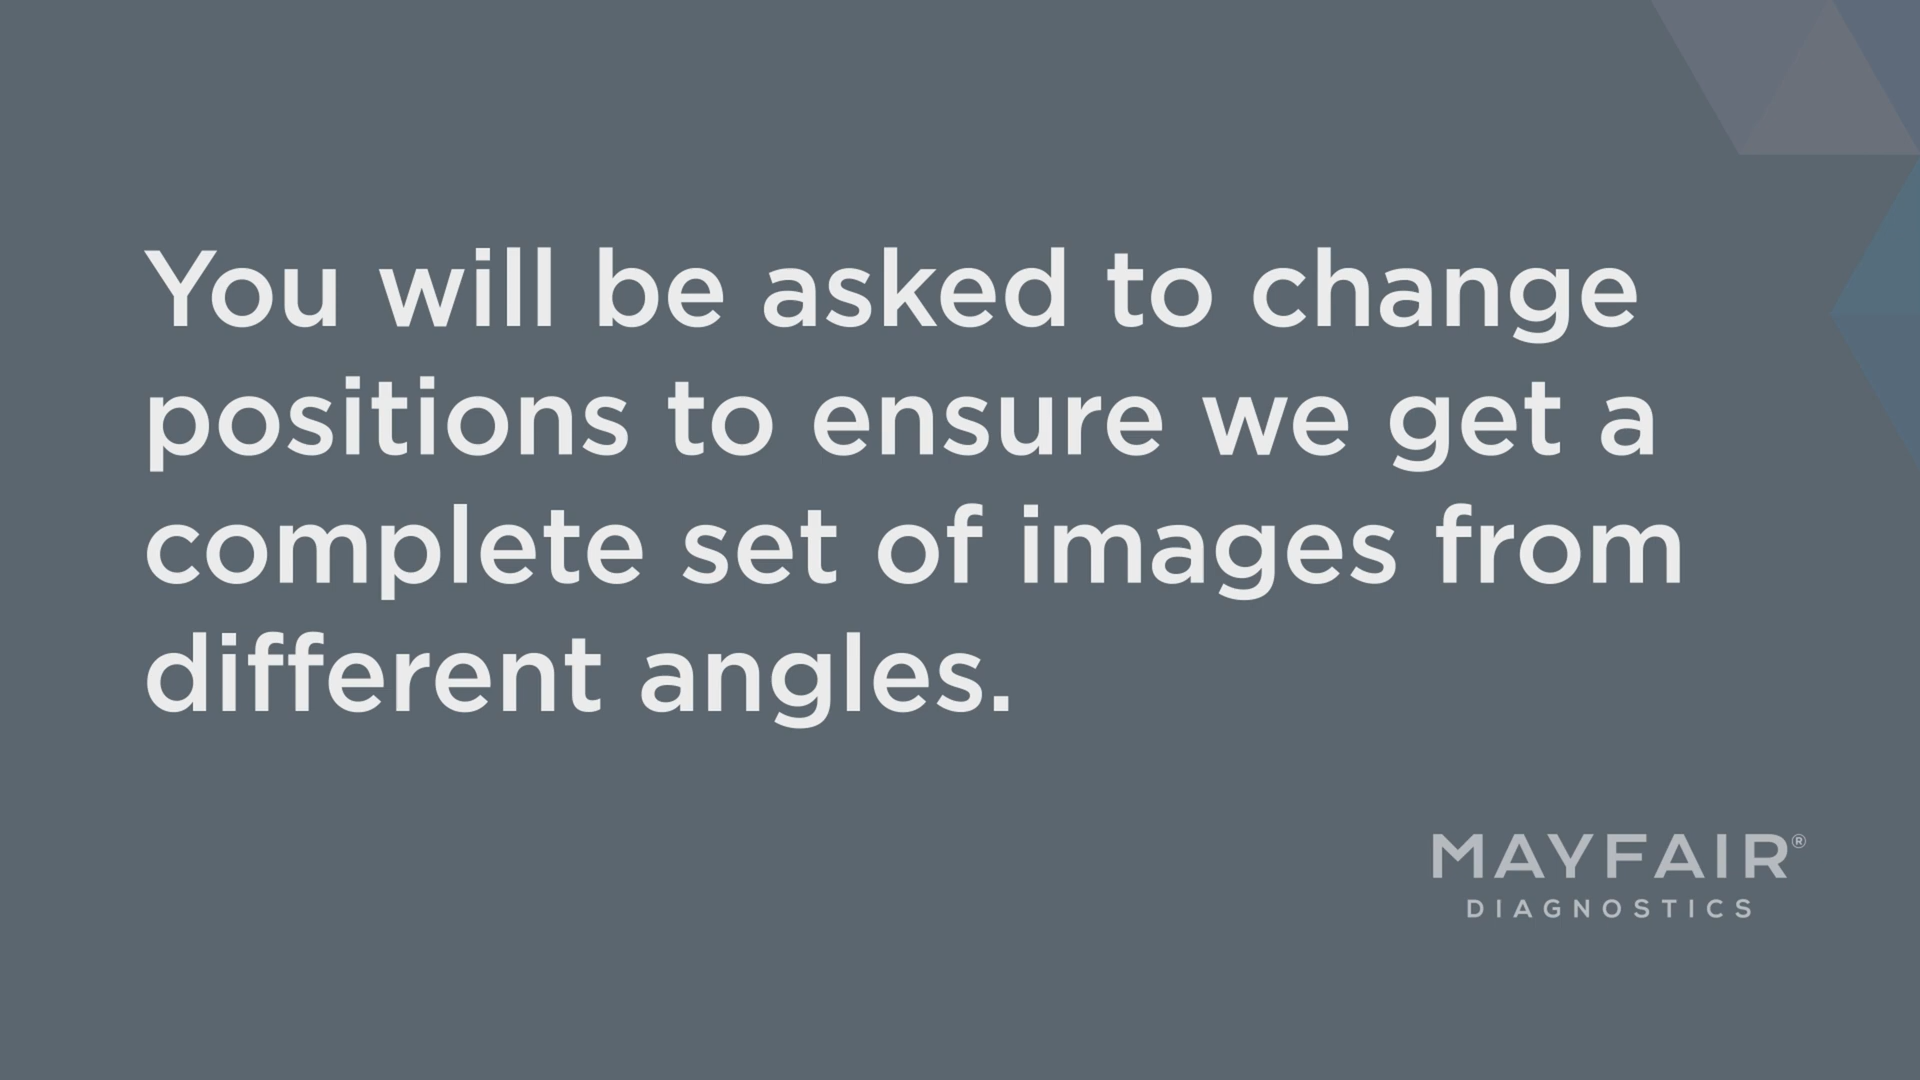 You will be asked to change
positions to ensure we get a
complete set of images from
different angles.
MAYFAIR®
DIAGNOSTICS